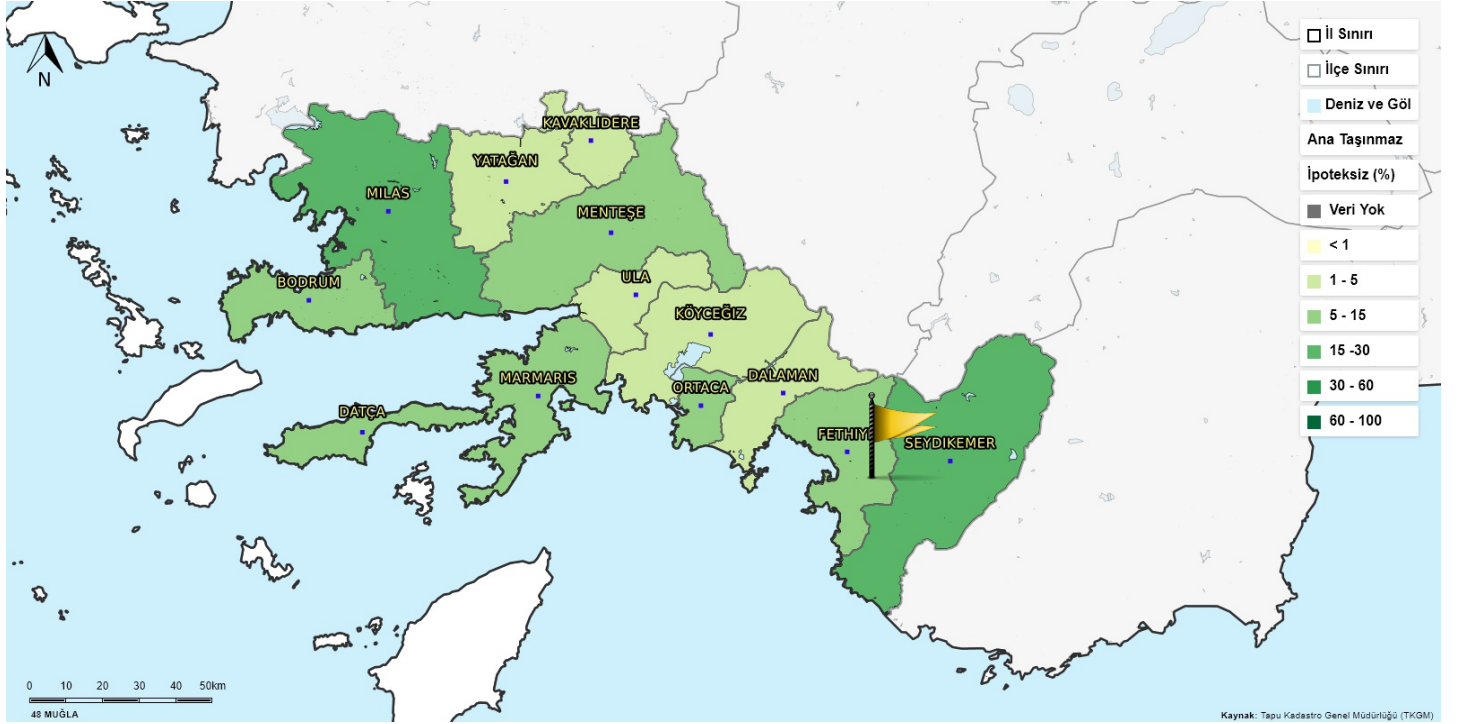 N
İl Sınırı
İlçe Sınırı
Deniz ve Göl
Ana Taşınmaz
İpoteksiz (%)
Veri Yok
< 1
1 - 5
5 - 15
15 -30
30 - 60
60 - 100
KAVAKLIDERE
YATAĞAN
MILAS
MENTEŞE
BODRUM
ULA
KÖYCEĞIZ
MARMARIS
ORTACA
DALAMAN
DATÇA
FETHIY
SEYDIKEMER
0 10 20 30 40 50km
48 MUĞLA
Kaynak: Tapu Kadastro Genel Müdürlüğü (TKGM)